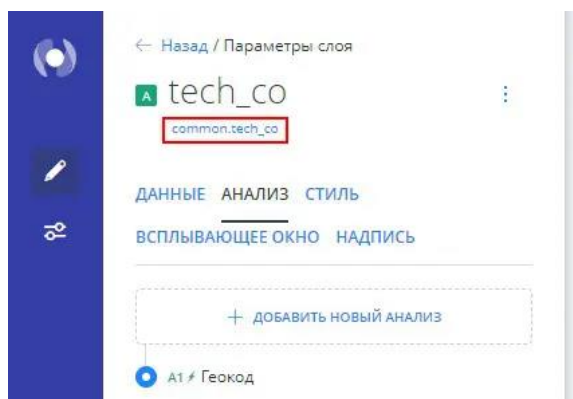 ← Назад / Параметры слоя
A tech_co
common.tech_co
ДАННЫЕ АНАЛИЗ СТИЛЬ
ВСПЛЫВАЮЩЕЕ ОКНО НАДПИСЬ
+ ДОБАВИТЬ НОВЫЙ АНАЛИЗ
A1 ⚡ Геокод